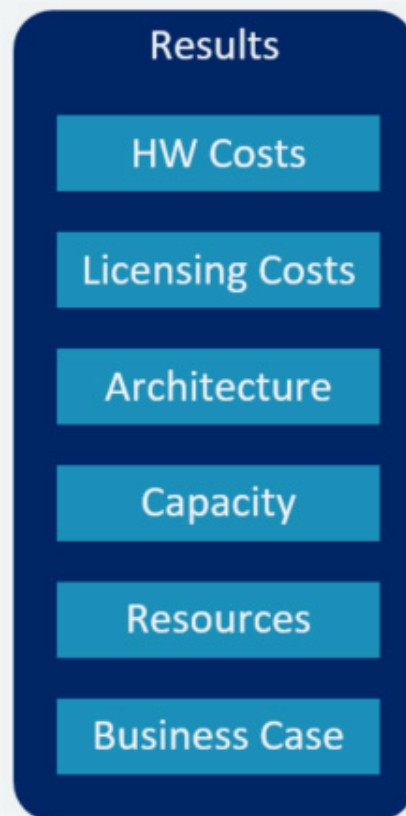 Results
HW Costs
Licensing Costs
Architecture
Capacity
Resources
Business Case